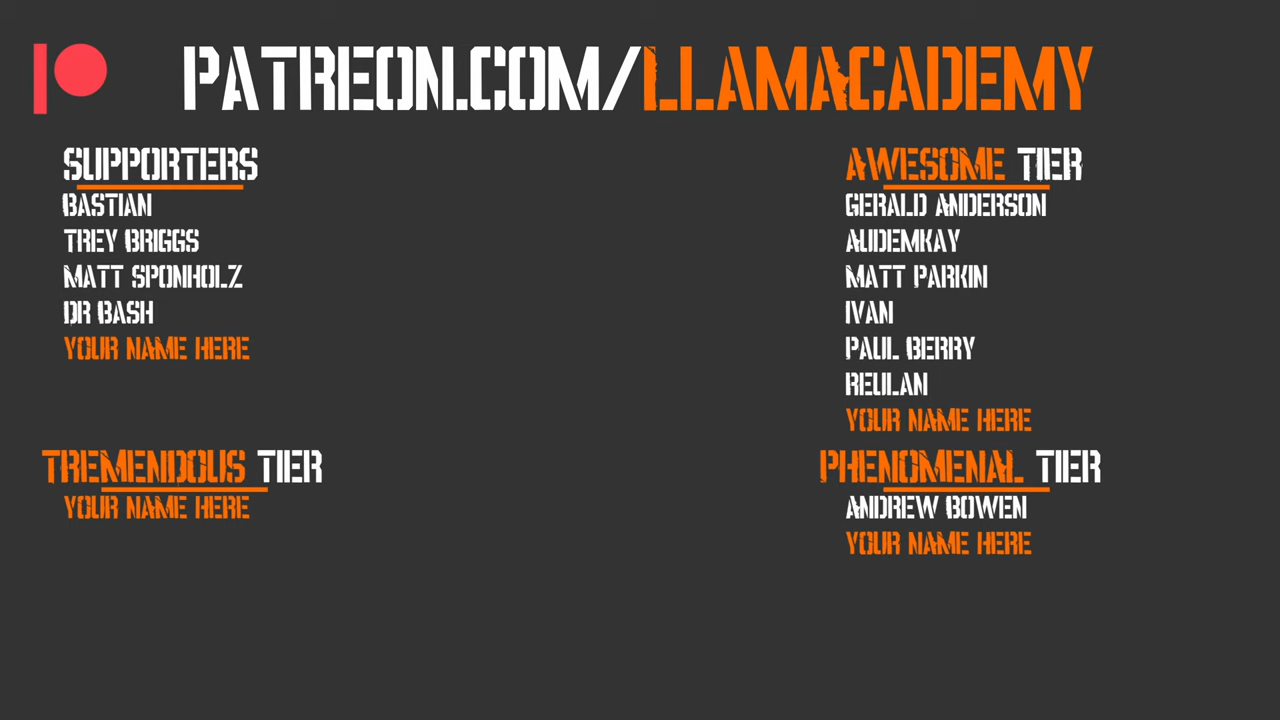 PATREON.COM/LLAMACADEMY
SUPPORTERS
BASTIAN
TREY BRIGGS
MATT SPONHOLZ
DR BASH
YOUR NAME HERE
AWESOME TIER
GERALD ANDERSON
AUDEMKAY
MATT PARKIN
IVAN
PAUL BERRY
REULAN
YOUR NAME HERE
TREMENDOUS TIER
YOUR NAME HERE
PHENOMENAL TIER
ANDREW BOWEN
YOUR NAME HERE